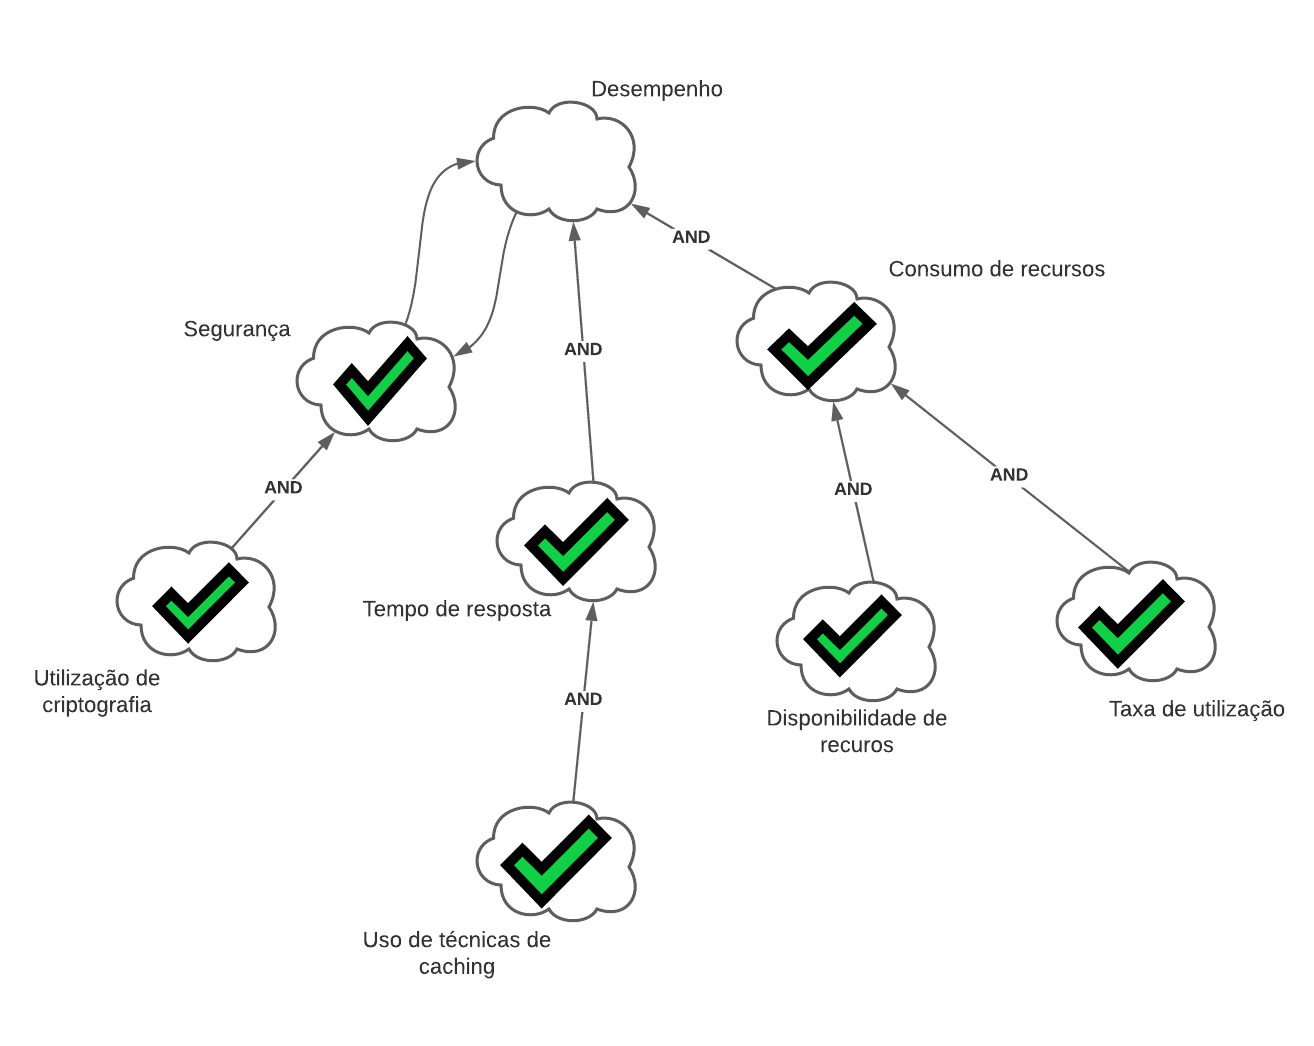 Desempenho
AND
Consumo de recursos
Segurança
AND
AND
AND
AND
Tempo de resposta
Utilização de
criptografia
AND
Disponibilidade de
recuros
Taxa de utilização
Uso de técnicas de
caching